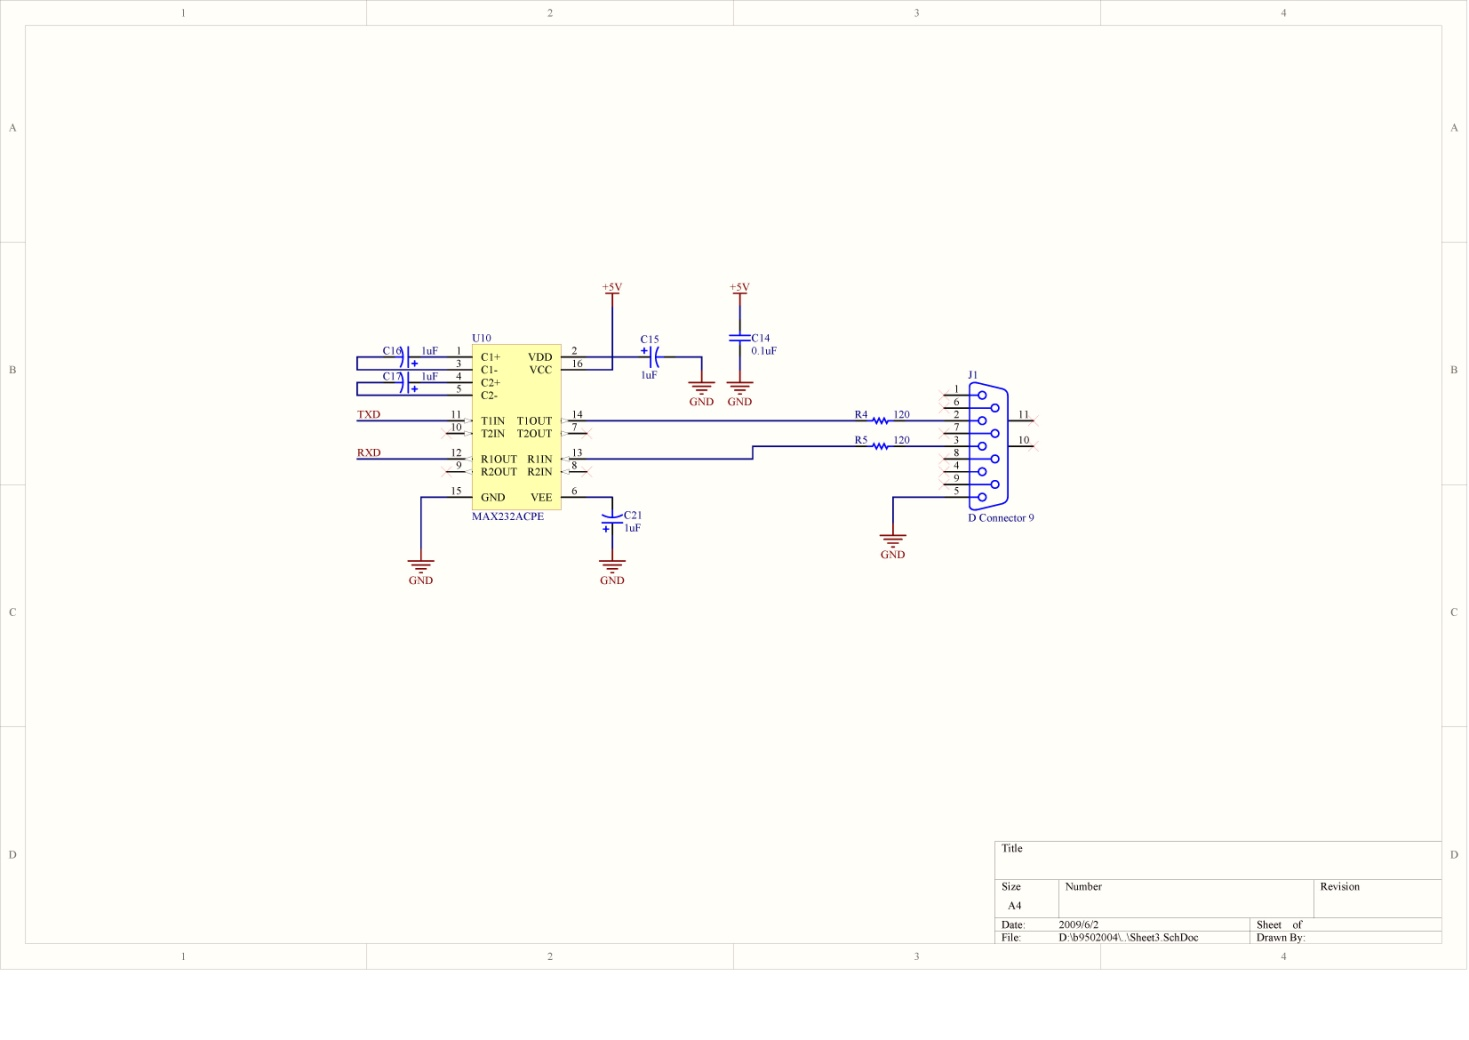 1 2 3 4
A A
+5V +5V
U10 C15 C14
C16 1uF 1 C1+ VDD 2 0.1uF
3 C1- VCC 16 1uF
B B
C17 1uF 4 C2+ GND GND J1
5 C2- 1
6
TXD 11 T1IN T1OUT 14 R4 120 2 11
10 T2IN T2OUT 7 7
R5 120 3 10
RXD 12 R1OUT R1IN 13 8
9 R2OUT R2IN 8 4
9
15 GND VEE 6 5
MAX232ACPE C21 D Connector 9
1uF
GND
GND GND
C C
Title
D D
Size Number Revision
A4
Date: 2009/6/2 Sheet of
File: D:\b9502004\..\Sheet3.SchDoc Drawn By:
1 2 3 4